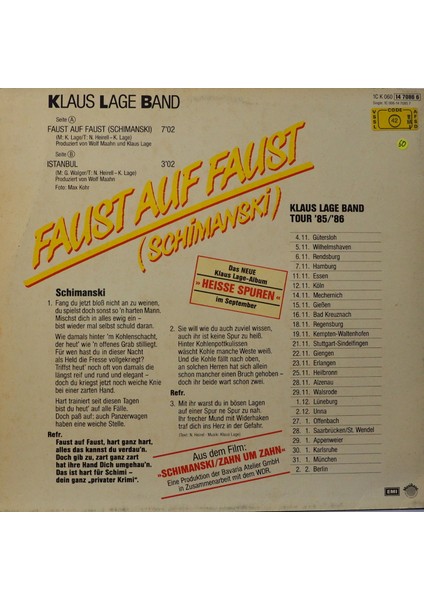 KLAUS LAGE BAND
1C K 060 14 7086 6
Seite A
FAUST AUF FAUST (SCHIMANSKI) 7'02
(M: K. Lage/T: N. Heirell - K. Lage)
Produziert von Wolf Maahn und Klaus Lage
Seite B
ISTANBUL 3'02
(M: G. Walger/T: N. Heirell - K. Lage)
Produziert von Wolf Maahn
Foto: Max Kohr
CODE
42
60
FAUST AUF FAUST
(SCHIMANSKI)
Das NEUE
Klaus Lage-Album
»HEISSE SPUREN«
im September
Schimanski
1. Fang du jetzt bloß nicht an zu weinen,
du spielst doch sonst so 'n harten Mann.
Mischst dich in alles ewig ein –
bist wieder mal selbst schuld daran.
Wie damals hinter 'm Kohlenschacht,
der heut' wie 'n offenes Grab stilliegt.
Für wen hast du in dieser Nacht
als Held die Fresse vollgekriegt?
Triffst heut' noch oft von damals die
längst reif und rund und elegant –
doch du kriegst jetzt noch weiche Knie
bei einer zarten Hand.
Hart trainiert seit diesen Tagen
bist du heut' auf alle Fälle.
Doch paß auf; auch Panzerwagen
haben eine weiche Stelle.
Refr.
Faust auf Faust, hart ganz hart,
alles das kannst du verdau'n.
Doch gib zu, zart ganz zart
hat ihre Hand Dich umgehau'n.
Das ist hart für Schimi –
dein ganz „privater Krimi“.
2. Sie will wie du auch zuviel wissen,
auch ihr ist keine Spur zu heiß.
Hinter Kohlenpottkulissen
wäscht Kohle manche Weste weiß.
Und die Kohle fällt nach oben,
an solchen Herren hat sich allein
schon mancher einen Bruch gehoben –
doch ihr beide wart schon zwei.
Refr.
3. Mit ihr warst du in bösen Lagen
auf einer Spur ne Spur zu nah.
Ihr frecher Mund mit Widerhaken
traf dich ins Herz in der Gefahr.
Aus dem Film:
»SCHIMANSKI/ZAHN UM ZAHN«
Eine Produktion der Bavaria Atelier GmbH
in Zusammenarbeit mit dem WDR.
KLAUS LAGE BAND
TOUR '85/'86
4. 11. Gütersloh
5. 11. Wilhelmshaven
6. 11. Rendsburg
7. 11. Hamburg
11. 11. Essen
12. 11. Köln
14. 11. Mechernich
15. 11. Gießen
16. 11. Bad Kreuznach
18. 11. Regensburg
19. 11. Kempten-Waltenhofen
21. 11. Stuttgart-Sindelfingen
22. 11. Giengen
23. 11. Erlangen
25. 11. Heilbronn
28. 11. Alzenau
29. 11. Walsrode
1. 12. Lüneburg
2. 12. Unna
27. 1. Offenbach
28. 1. Saarbrücken/St. Wendel
29. 1. Appenweier
30. 1. Karlsruhe
31. 1. München
2. 2. Berlin
EMI